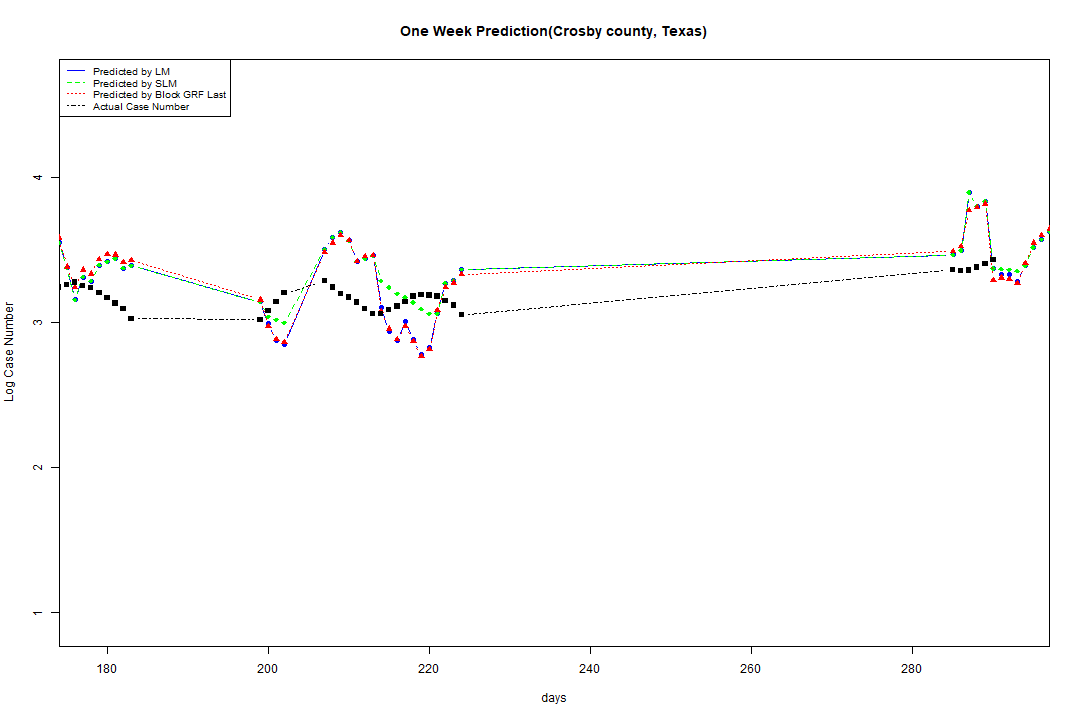 One Week Prediction(Crosby county, Texas)
Predicted by LM
Predicted by SLM
Predicted by Block GRF Last
Actual Case Number
4
3
2
1
Log Case Number
180 200 220 240 260 280
days